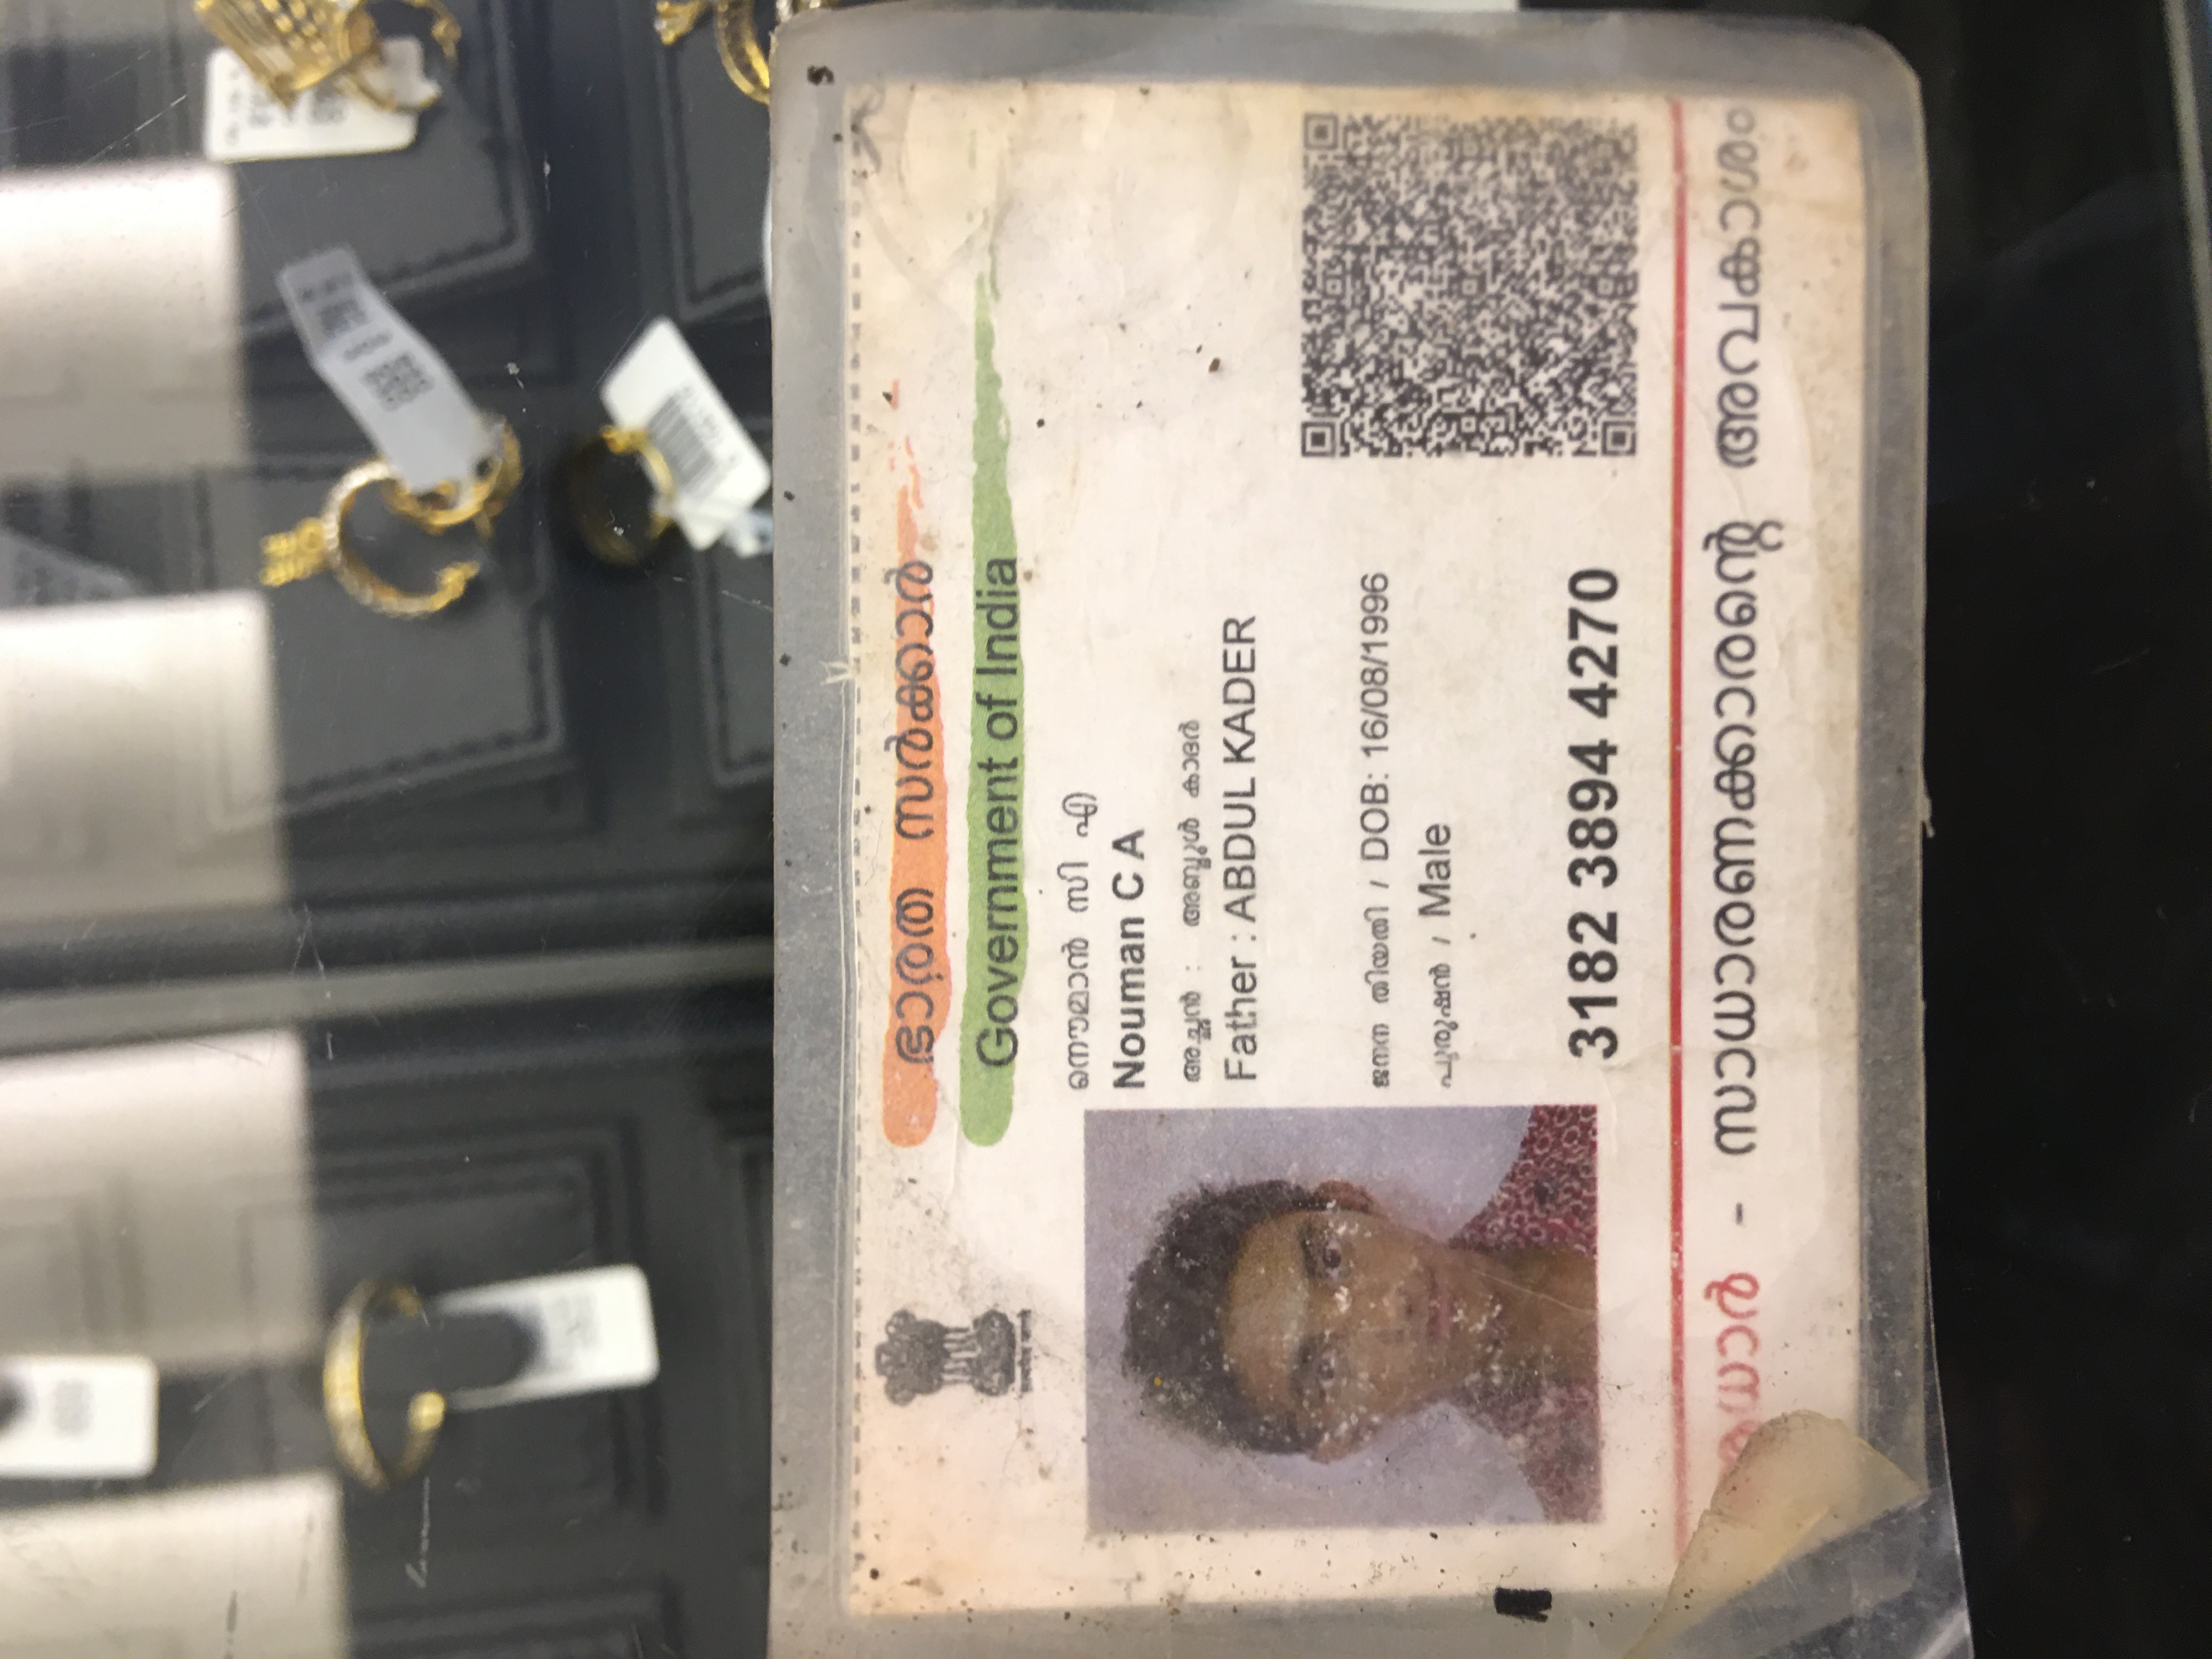 ഭാരത സർക്കാർ
Government of India
നൌമാൻ സി എ
Nouman C A
അച്ഛൻ : അബ്ദുൾ കാദർ
Father : ABDUL KADER
ജനന തിയതി / DOB: 16/08/1996
പുരുഷൻ / Male
3182 3894 4270
ആധാർ - സാധാരണക്കാരന്റെ അവകാശം